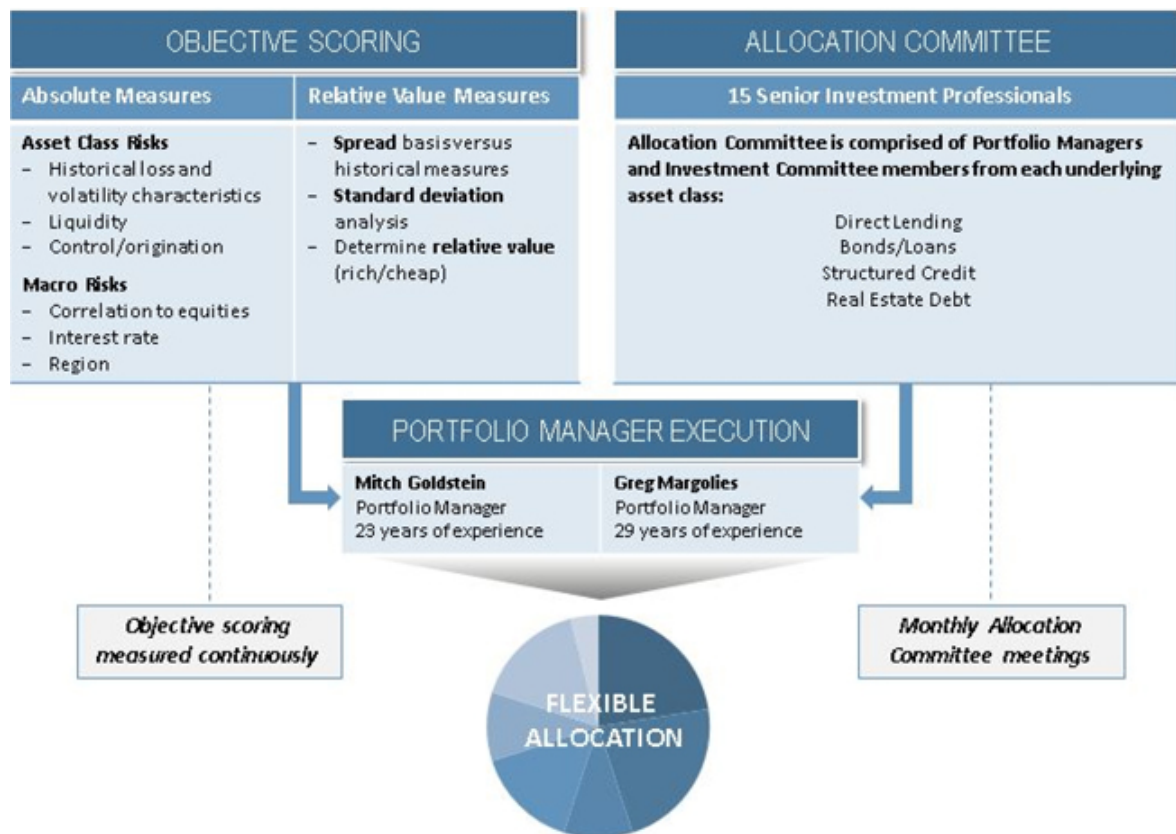 OBJECTIVE SCORING
Absolute Measures
Asset Class Risks
– Historical loss and
volatility characteristics
– Liquidity
– Control/origination
Macro Risks
– Correlation to equities
– Interest rate
– Region
Relative Value Measures
– Spread basis versus
historical measures
– Standard deviation
analysis
– Determine relative value
(rich/cheap)
ALLOCATION COMMITTEE
15 Senior Investment Professionals
Allocation Committee is comprised of Portfolio Managers
and Investment Committee members from each underlying
asset class:
Direct Lending
Bonds/Loans
Structured Credit
Real Estate Debt
PORTFOLIO MANAGER EXECUTION
Mitch Goldstein
Portfolio Manager
23 years of experience
Greg Margolies
Portfolio Manager
29 years of experience
Objective scoring
measured continuously
Monthly Allocation
Committee meetings
FLEXIBLE
ALLOCATION